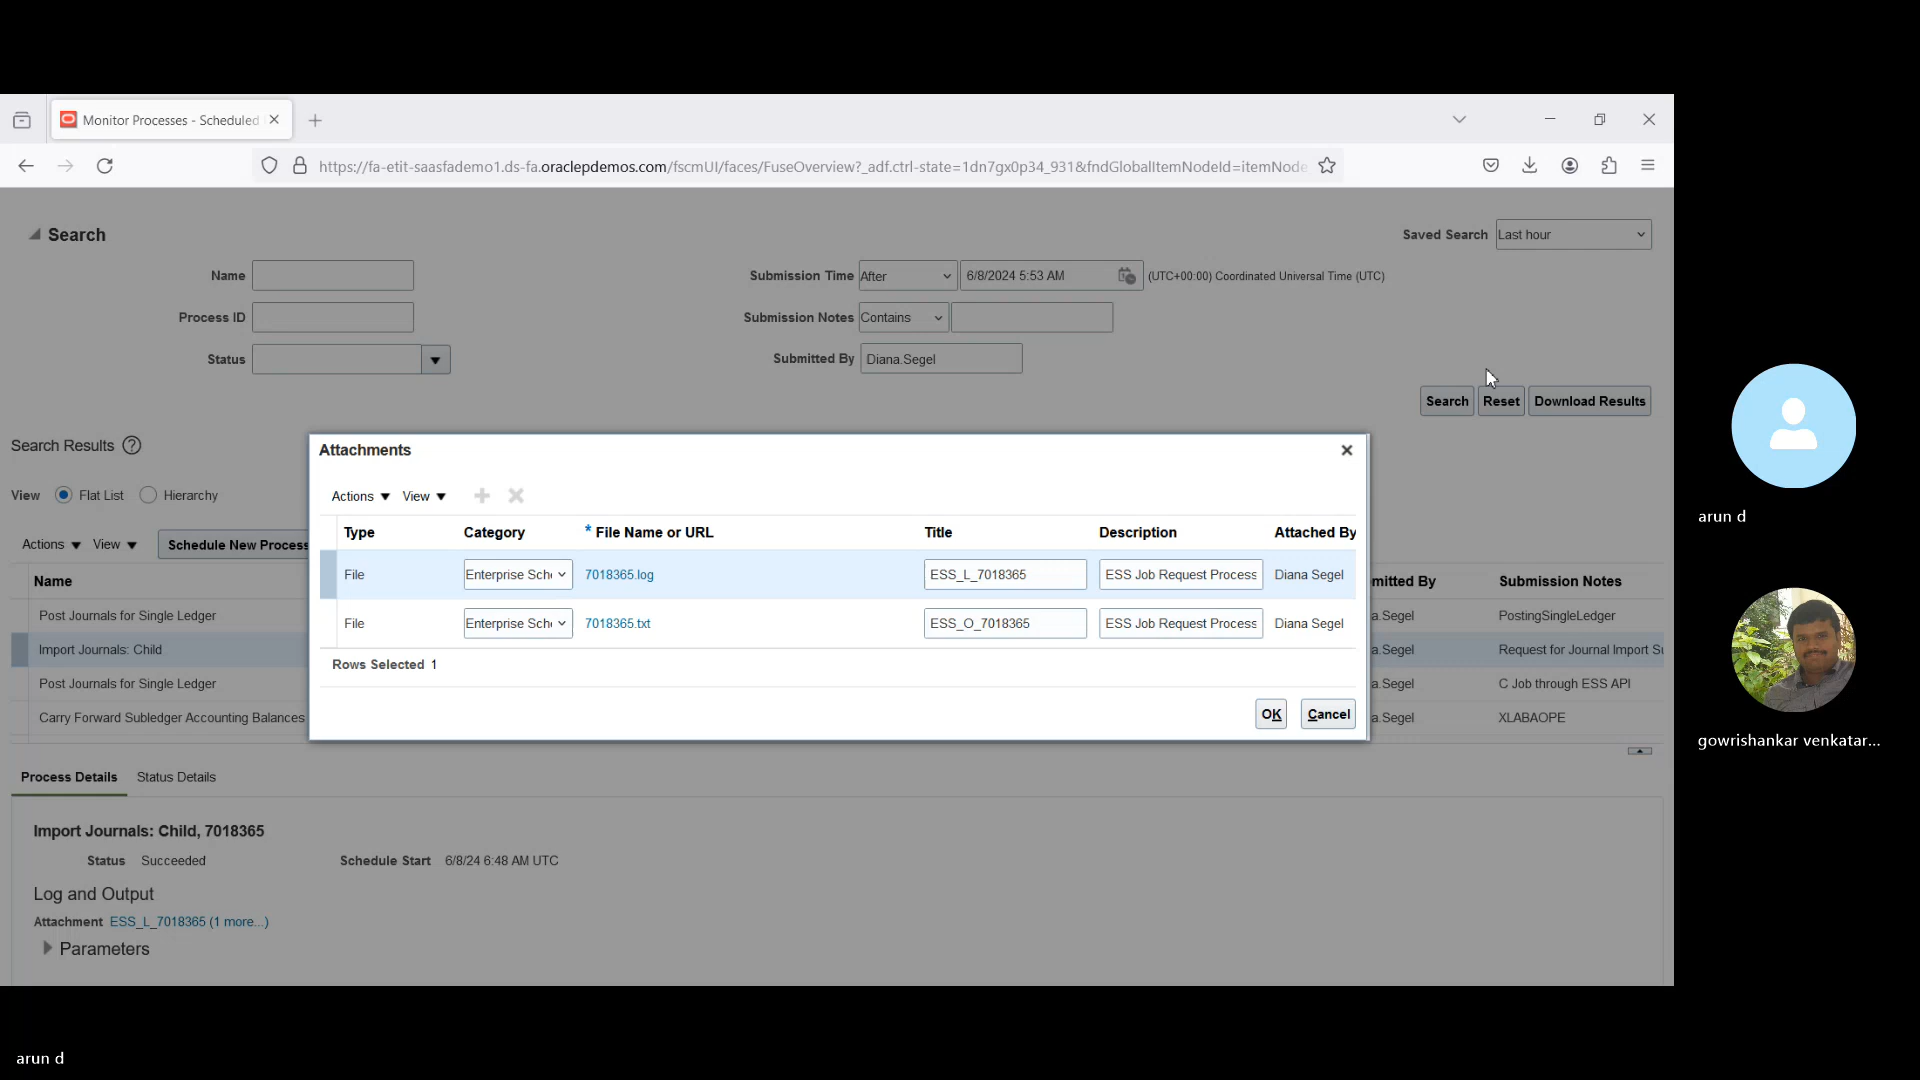 Monitor Processes - Scheduled
https://fa-etit-saasfademo1.ds-fa.oraclepdemos.com/fscmUI/faces/FuseOverview?_adf.ctrl-state=1dn7gx0p34_931&fndGlobalItemNodeId=itemNode
Search
Saved Search Last hour
Name
Submission Time After 6/8/2024 5:53 AM (UTC+00:00) Coordinated Universal Time (UTC)
Process ID
Submission Notes Contains
Status
Submitted By Diana.Segel
Search Reset Download Results
Search Results
View Flat List Hierarchy
Actions View Schedule New Process
Name
mitted By Submission Notes
Post Journals for Single Ledger
a.Segel PostingSingleLedger
Import Journals: Child
a.Segel Request for Journal Import Su
Post Journals for Single Ledger
a.Segel C Job through ESS API
Carry Forward Subledger Accounting Balances
a.Segel XLABAOPE
Attachments
Actions View
Type Category * File Name or URL Title Description Attached By
File Enterprise Sche 7018365.log ESS_L_7018365 ESS Job Request Process Diana Segel
File Enterprise Sche 7018365.txt ESS_O_7018365 ESS Job Request Process Diana Segel
Rows Selected 1
OK Cancel
Process Details Status Details
Import Journals: Child, 7018365
Status Succeeded Schedule Start 6/8/24 6:48 AM UTC
Log and Output
Attachment ESS_L_7018365 (1 more...)
Parameters
arun d
gowrishankar venkatar...
arun d